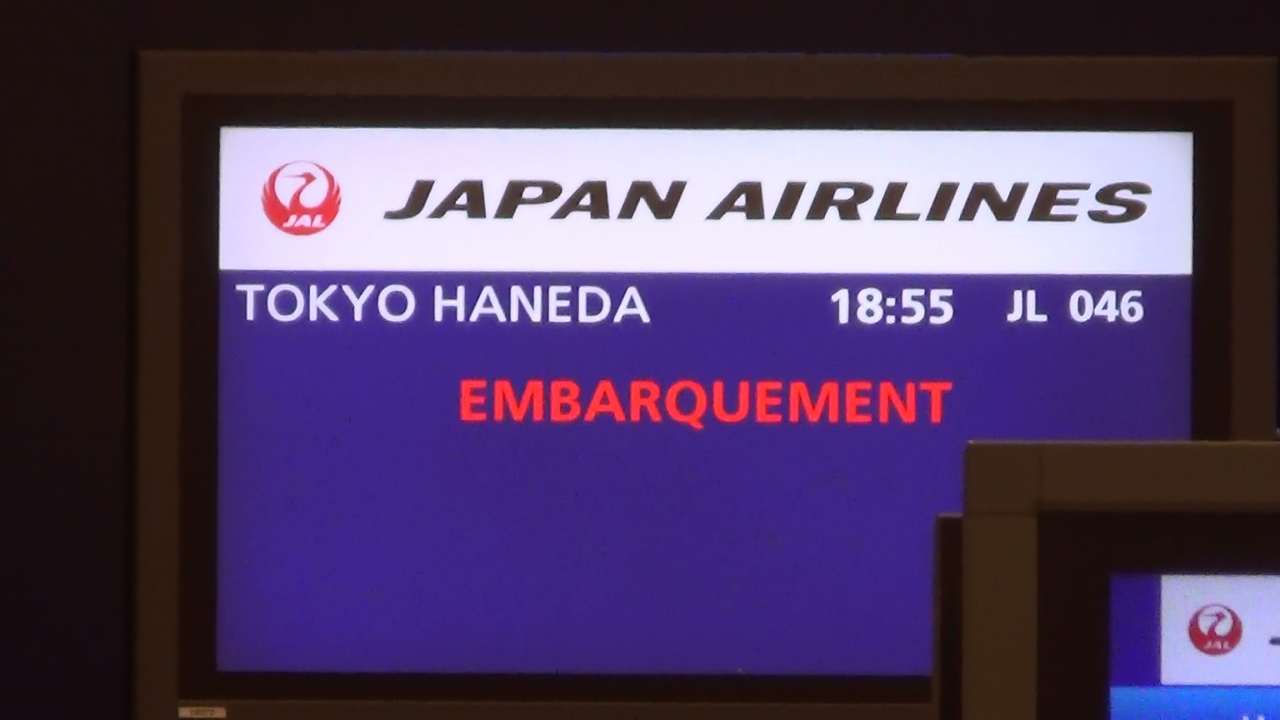 JAL
JAPAN AIRLINES
TOKYO HANEDA 18:55 JL 046
EMBARQUEMENT
JAL